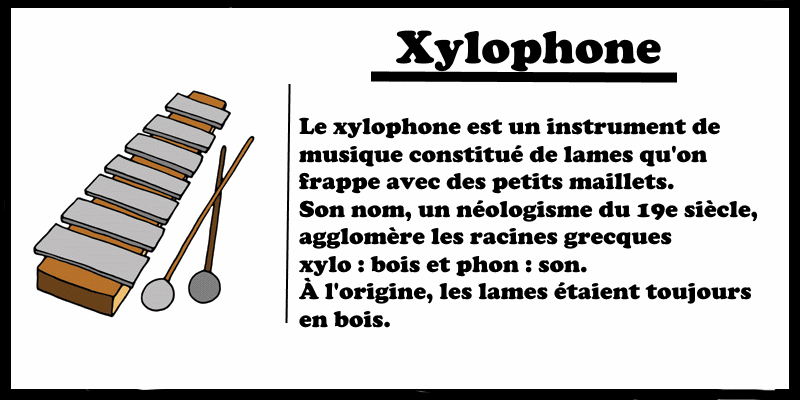 Xylophone
Le xylophone est un instrument de
musique constitué de lames qu'on
frappe avec des petits maillets.
Son nom, un néologisme du 19e siècle,
agglomère les racines grecques
xylo : bois et phon : son.
À l'origine, les lames étaient toujours
en bois.